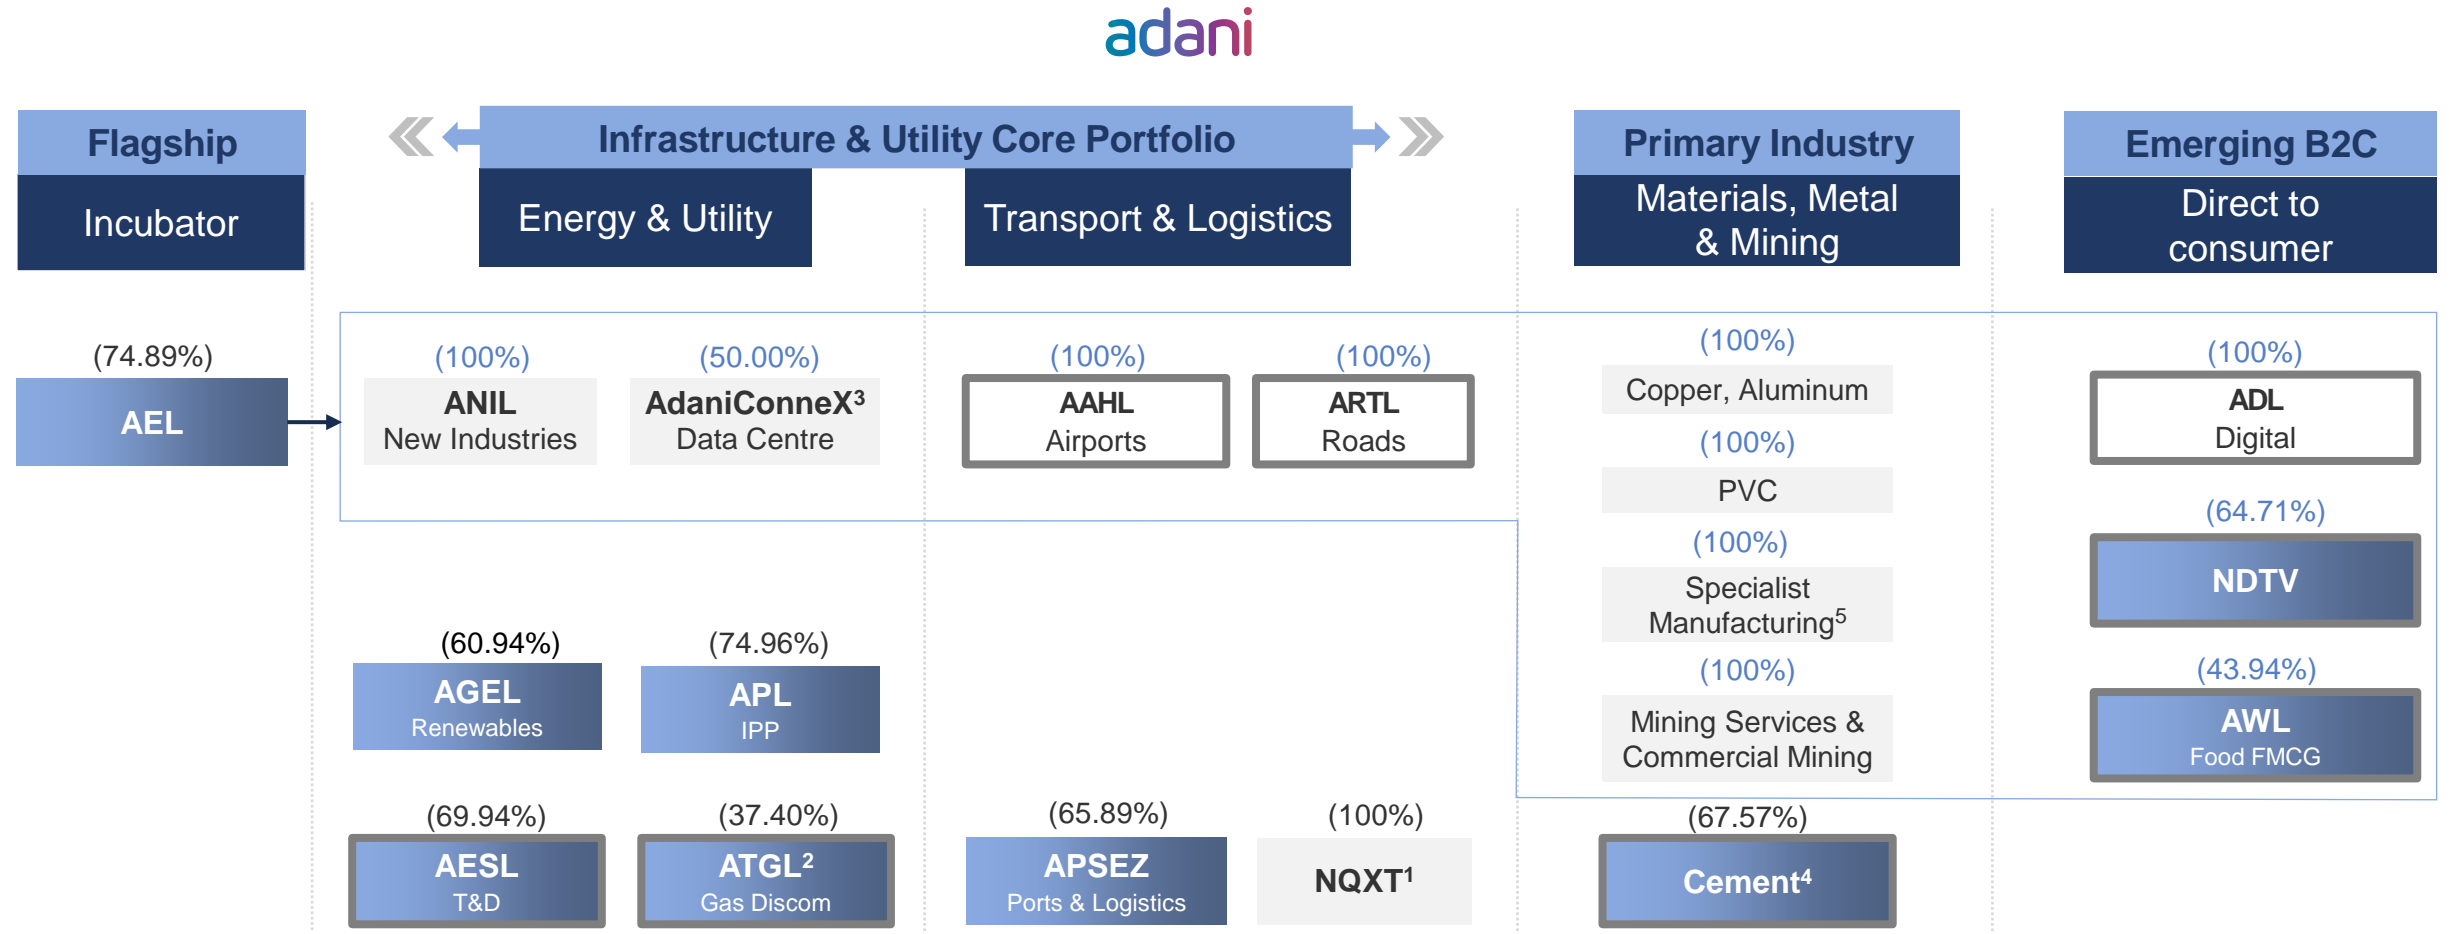 adani
Flagship
Incubator
Infrastructure & Utility Core Portfolio
Energy & Utility
Transport & Logistics
Primary Industry
Materials, Metal
& Mining
Emerging B2C
Direct to
consumer
(74.89%)
AEL
(100%)
ANIL
New Industries
(50.00%)
AdaniConneX³
Data Centre
(100%)
AAHL
Airports
(100%)
ARTL
Roads
(100%)
Copper, Aluminum
(100%)
PVC
(100%)
Specialist
Manufacturing⁵
(100%)
Mining Services &
Commercial Mining
(100%)
ADL
Digital
(64.71%)
NDTV
(43.94%)
AWL
Food FMCG
(60.94%)
AGEL
Renewables
(74.96%)
APL
IPP
(69.94%)
AESL
T&D
(37.40%)
ATGL²
Gas Discom
(65.89%)
APSEZ
Ports & Logistics
(100%)
NQXT¹
(67.57%)
Cement⁴